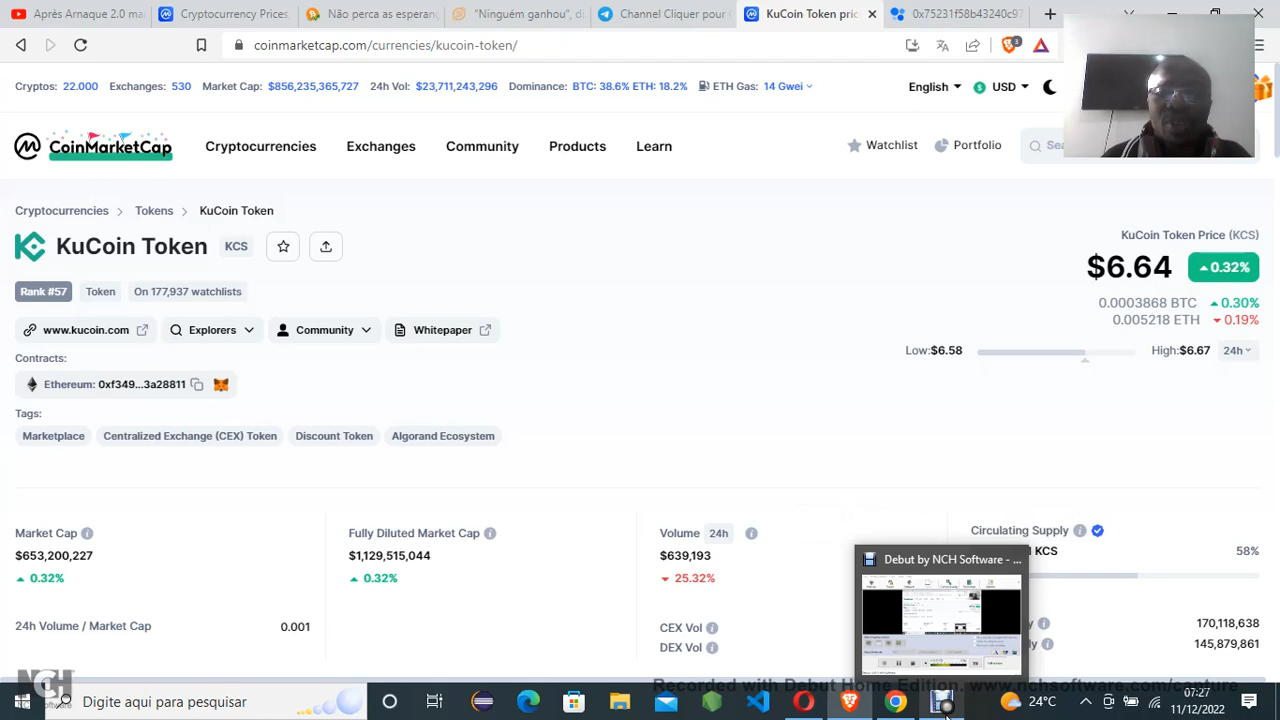 Après Arnaque 2.0 ma
Cryptocurrency Prices,
Não perca as esperan
"Ninguém ganhou", di
Channel Cliquer pour
KuCoin Token price
0x75231f58b43240c97
coinmarketcap.com/currencies/kucoin-token/
3
Cryptos: 22.000 Exchanges: 530 Market Cap: $856,235,365,727 24h Vol: $23,711,243,296 Dominance: BTC: 38.6% ETH: 18.2% ETH Gas: 14 Gwei
English USD
CoinMarketCap Cryptocurrencies Exchanges Community Products Learn
Watchlist Portfolio Sea
Cryptocurrencies > Tokens > KuCoin Token
KuCoin Token KCS
KuCoin Token Price (KCS)
$6.64 0.32%
Rank #57 Token On 177,937 watchlists
0.0003868 BTC 0.30%
0.005218 ETH 0.19%
www.kucoin.com Explorers Community Whitepaper
Low:$6.58 High:$6.67 24h
Contracts:
Ethereum: 0xf349...3a28811
Tags:
Marketplace Centralized Exchange (CEX) Token Discount Token Algorand Ecosystem
Market Cap
$653,200,227
0.32%
24h Volume / Market Cap 0.001
Fully Diluted Market Cap
$1,129,515,044
0.32%
Volume 24h
$639,193
25.32%
CEX Vol
DEX Vol
Circulating Supply
KCS 58%
170,118,638
145,879,861
Debut by NCH Software - ...
NCH
Recorded with Debut Home Edition. www.nchsoftware.com/capture
Digite aqui para pesquisar
24°C
07:27
11/12/2022